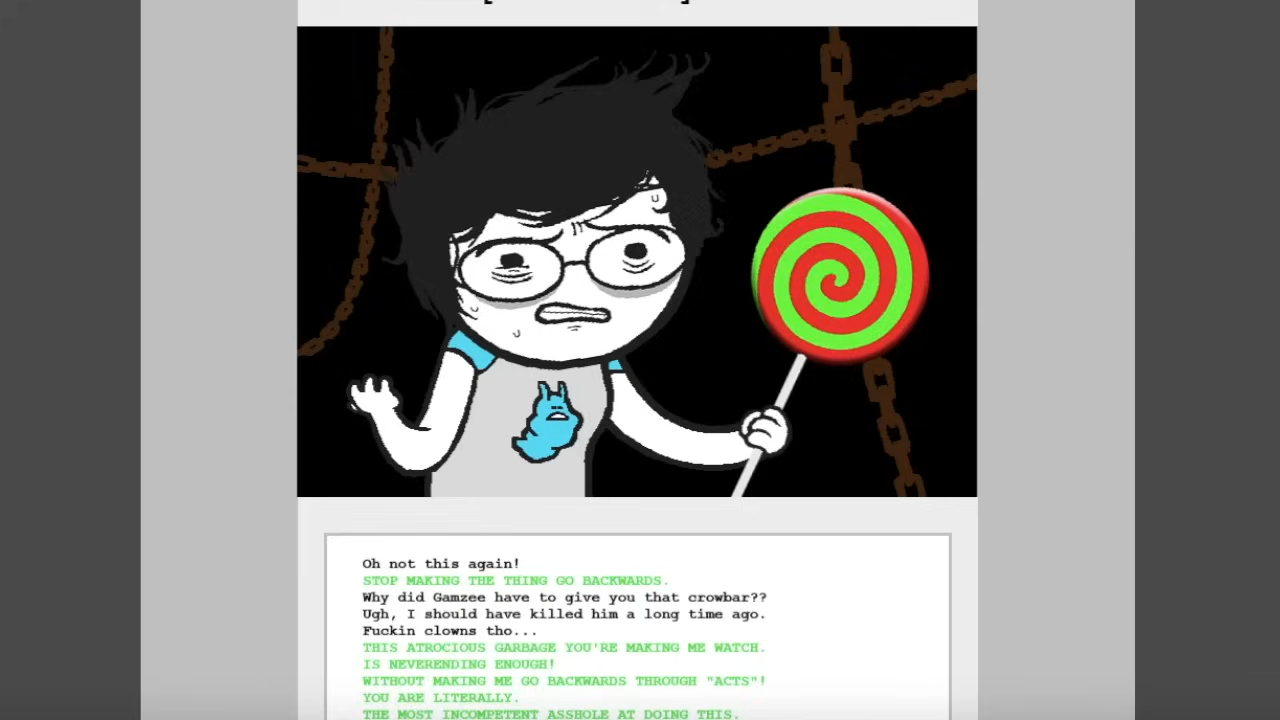 Oh not this again!
STOP MAKING THE THING GO BACKWARDS.
Why did Gamzee have to give you that crowbar??
Ugh, I should have killed him a long time ago.
Fuckin clowns tho...
THIS ATROCIOUS GARBAGE YOU'RE MAKING ME WATCH.
IS NEVERENDING ENOUGH!
WITHOUT MAKING ME GO BACKWARDS THROUGH "ACTS"!
YOU ARE LITERALLY.
THE MOST INCOMPETENT ASSHOLE AT DOING THIS.